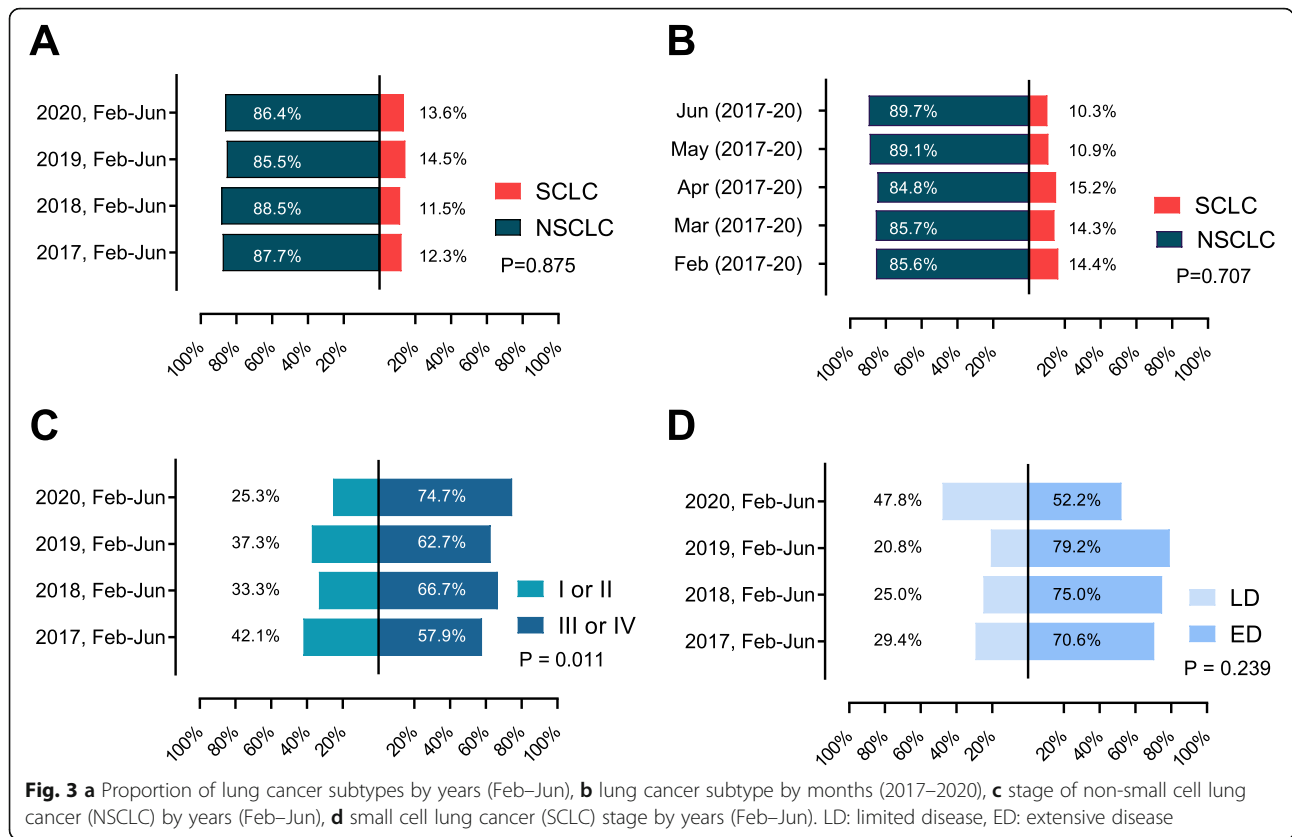 A
2020, Feb-Jun 86.4% 13.6%
2019, Feb-Jun 85.5% 14.5%
2018, Feb-Jun 88.5% 11.5%
2017, Feb-Jun 87.7% 12.3%
SCLC
NSCLC
P=0.875
100% 80% 60% 40% 20% 20% 40% 60% 80% 100%
B
Jun (2017-20) 89.7% 10.3%
May (2017-20) 89.1% 10.9%
Apr (2017-20) 84.8% 15.2%
Mar (2017-20) 85.7% 14.3%
Feb (2017-20) 85.6% 14.4%
SCLC
NSCLC
P=0.707
100% 80% 60% 40% 20% 20% 40% 60% 80% 100%
C
2020, Feb-Jun 25.3% 74.7%
2019, Feb-Jun 37.3% 62.7%
2018, Feb-Jun 33.3% 66.7%
2017, Feb-Jun 42.1% 57.9%
I or II
III or IV
P = 0.011
100% 80% 60% 40% 20% 20% 40% 60% 80% 100%
D
2020, Feb-Jun 47.8% 52.2%
2019, Feb-Jun 20.8% 79.2%
2018, Feb-Jun 25.0% 75.0%
2017, Feb-Jun 29.4% 70.6%
LD
ED
P = 0.239
100% 80% 60% 40% 20% 20% 40% 60% 80% 100%
Fig. 3 a Proportion of lung cancer subtypes by years (Feb–Jun), b lung cancer subtype by months (2017–2020), c stage of non-small cell lung
cancer (NSCLC) by years (Feb–Jun), d small cell lung cancer (SCLC) stage by years (Feb–Jun). LD: limited disease, ED: extensive disease